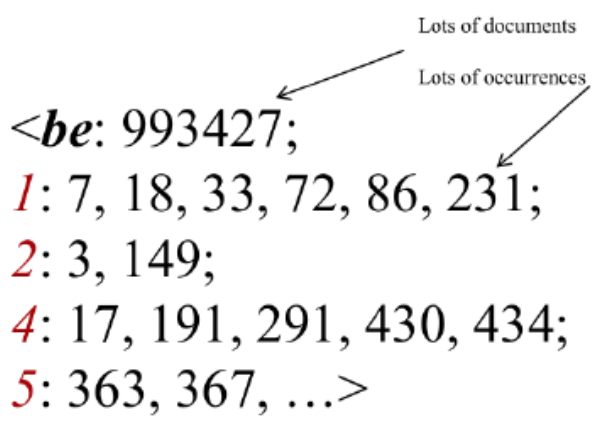 Lots of documents
Lots of occurrences
<be: 993427;
1: 7, 18, 33, 72, 86, 231;
2: 3, 149;
4: 17, 191, 291, 430, 434;
5: 363, 367, …>